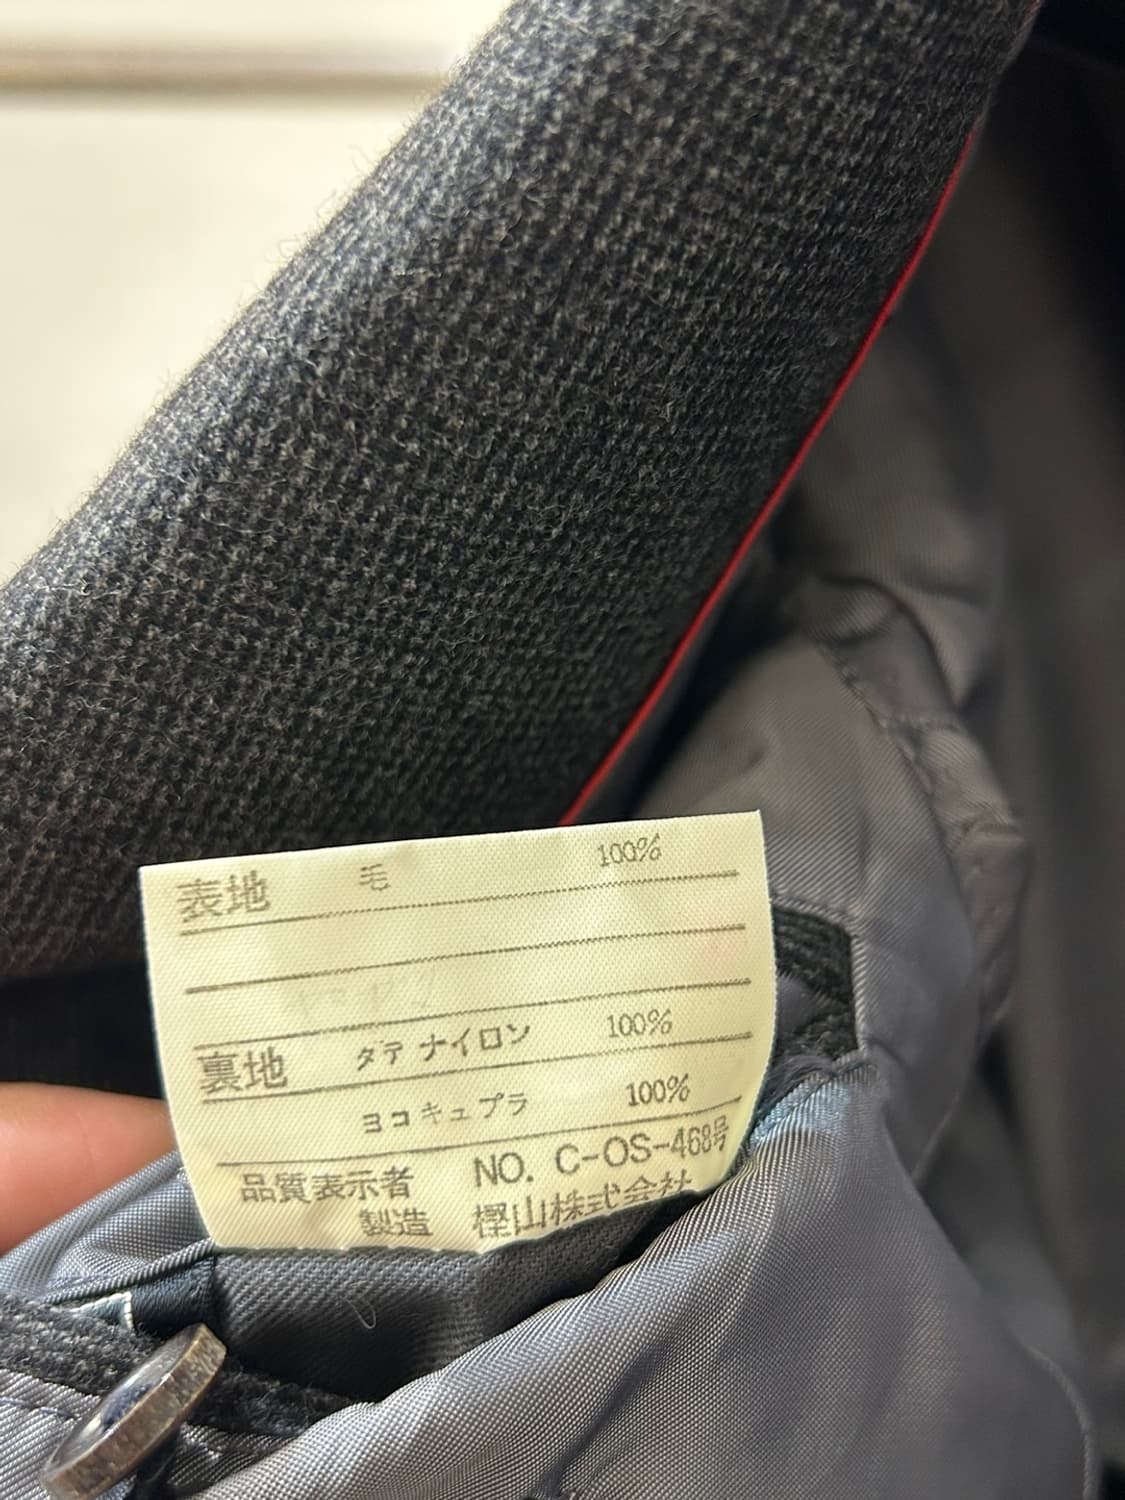 表地 毛 100%
裏地 タテ ナイロン 100%
ヨコ キュプラ 100%
品質表示者 NO. C-OS-468号
製造 樫山株式会社